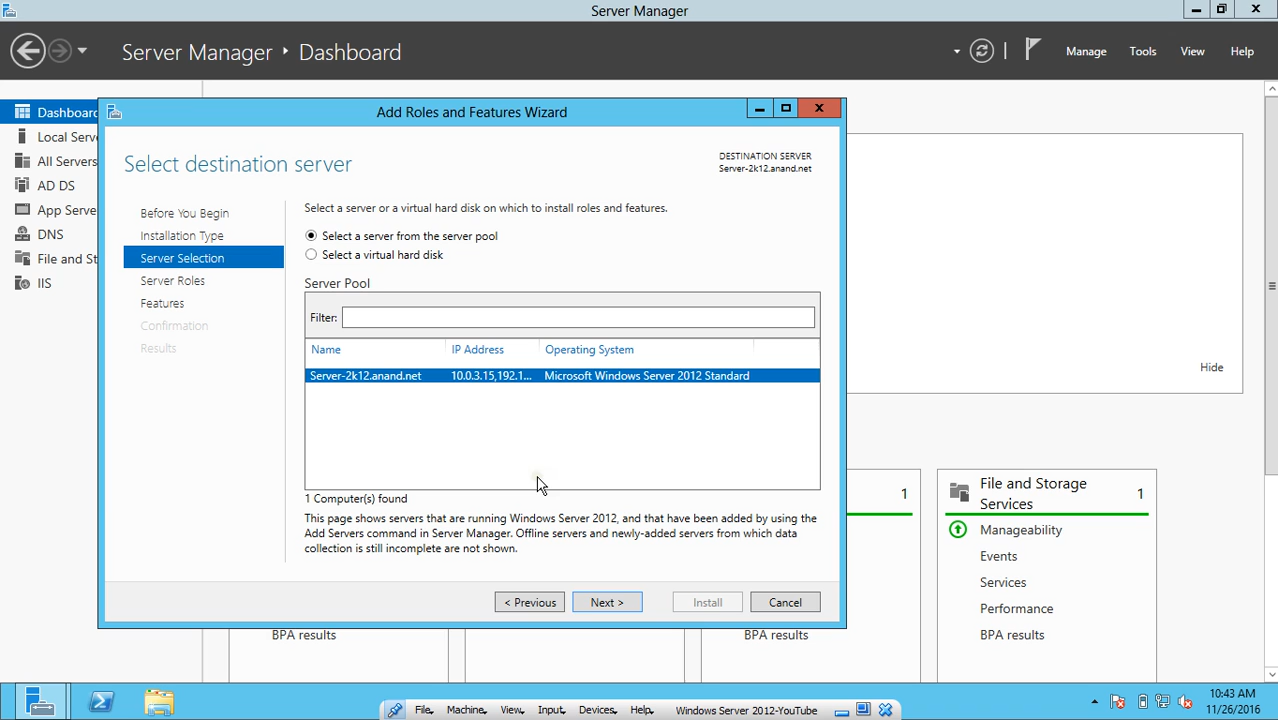 Server Manager
Server Manager ‣ Dashboard
Manage
Tools
View
Help
Dashboard
Local Serve
All Servers
AD DS
App Serve
DNS
File and St
IIS
Add Roles and Features Wizard
Select destination server
DESTINATION SERVER
Server-2k12.anand.net
Before You Begin
Installation Type
Server Selection
Server Roles
Features
Confirmation
Results
Select a server or a virtual hard disk on which to install roles and features.
Select a server from the server pool
Select a virtual hard disk
Server Pool
Filter:
Name IP Address Operating System
Server-2k12.anand.net 10.0.3.15,192.1... Microsoft Windows Server 2012 Standard
1 Computer(s) found
This page shows servers that are running Windows Server 2012, and that have been added by using the
Add Servers command in Server Manager. Offline servers and newly-added servers from which data
collection is still incomplete are not shown.
< Previous
Next >
Install
Cancel
Hide
1
File and Storage
Services
1
Manageability
Events
Services
Performance
BPA results
BPA results
BPA results
File Machine View Input Devices Help Windows Server 2012-YouTube
10:43 AM
11/26/2016